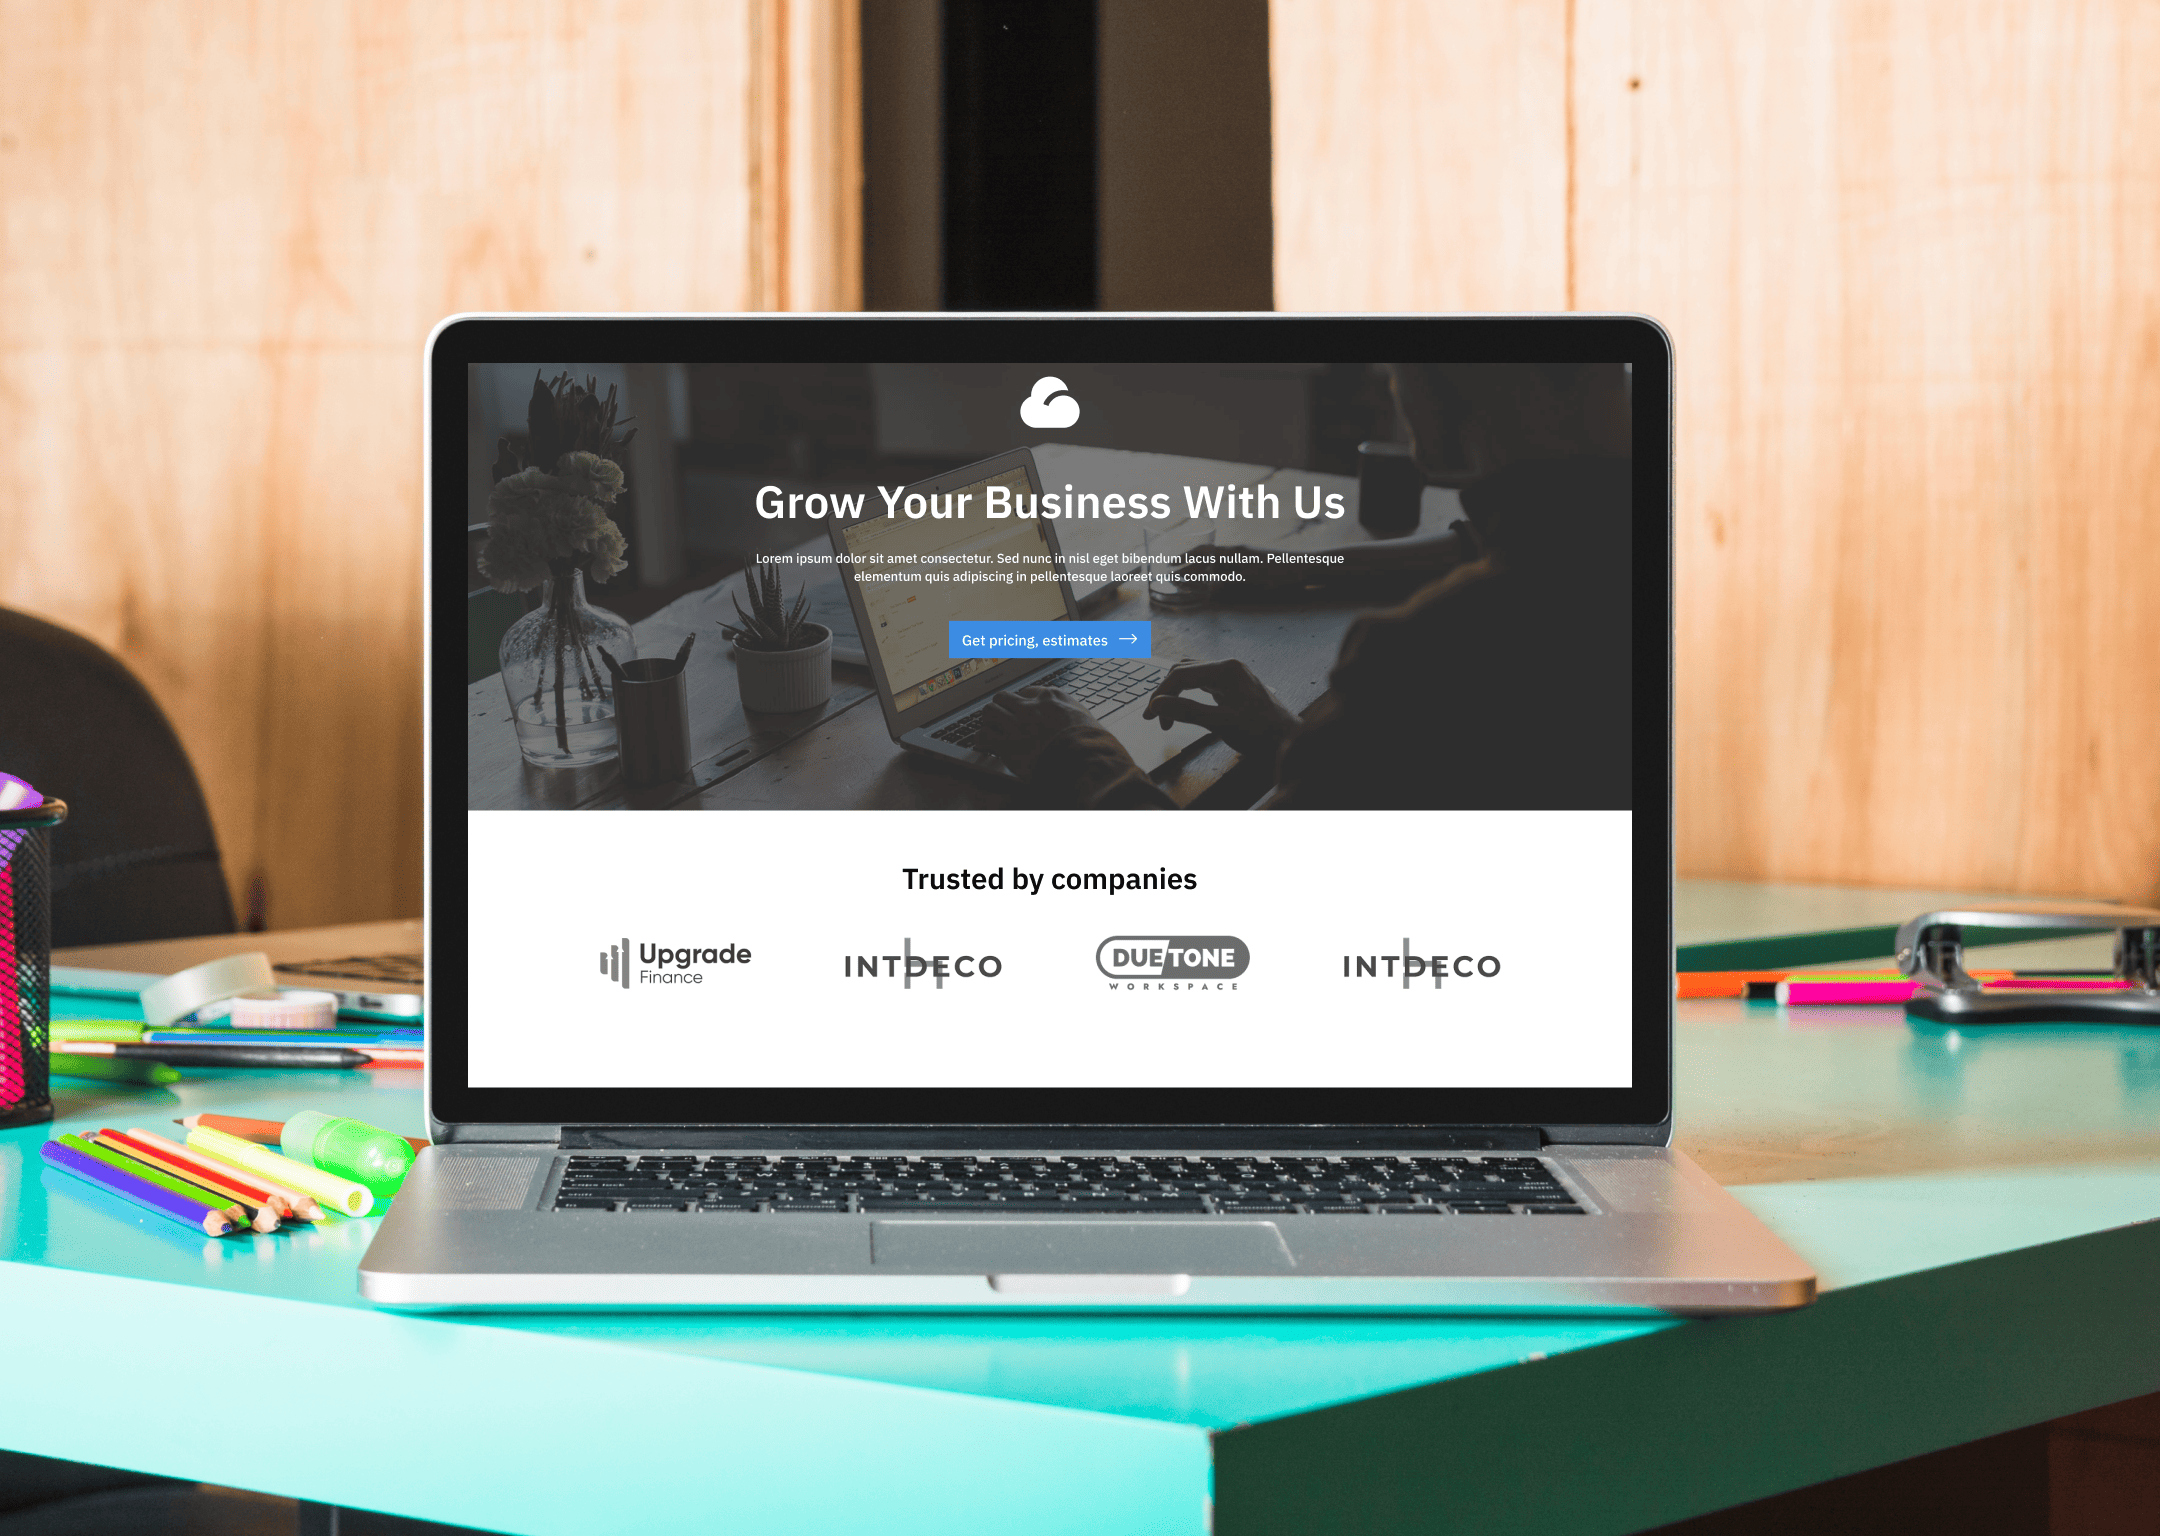 Grow Your Business With Us
Lorem ipsum dolor sit amet consectetur. Sed nunc in nisl eget bibendum lacus nullam. Pellentesque
elementum quis adipiscing in pellentesque laoreet quis commodo.
Get pricing, estimates →
Trusted by companies
Upgrade
Finance
INTDECO
DUETONE
WORKSPACE
INTDECO